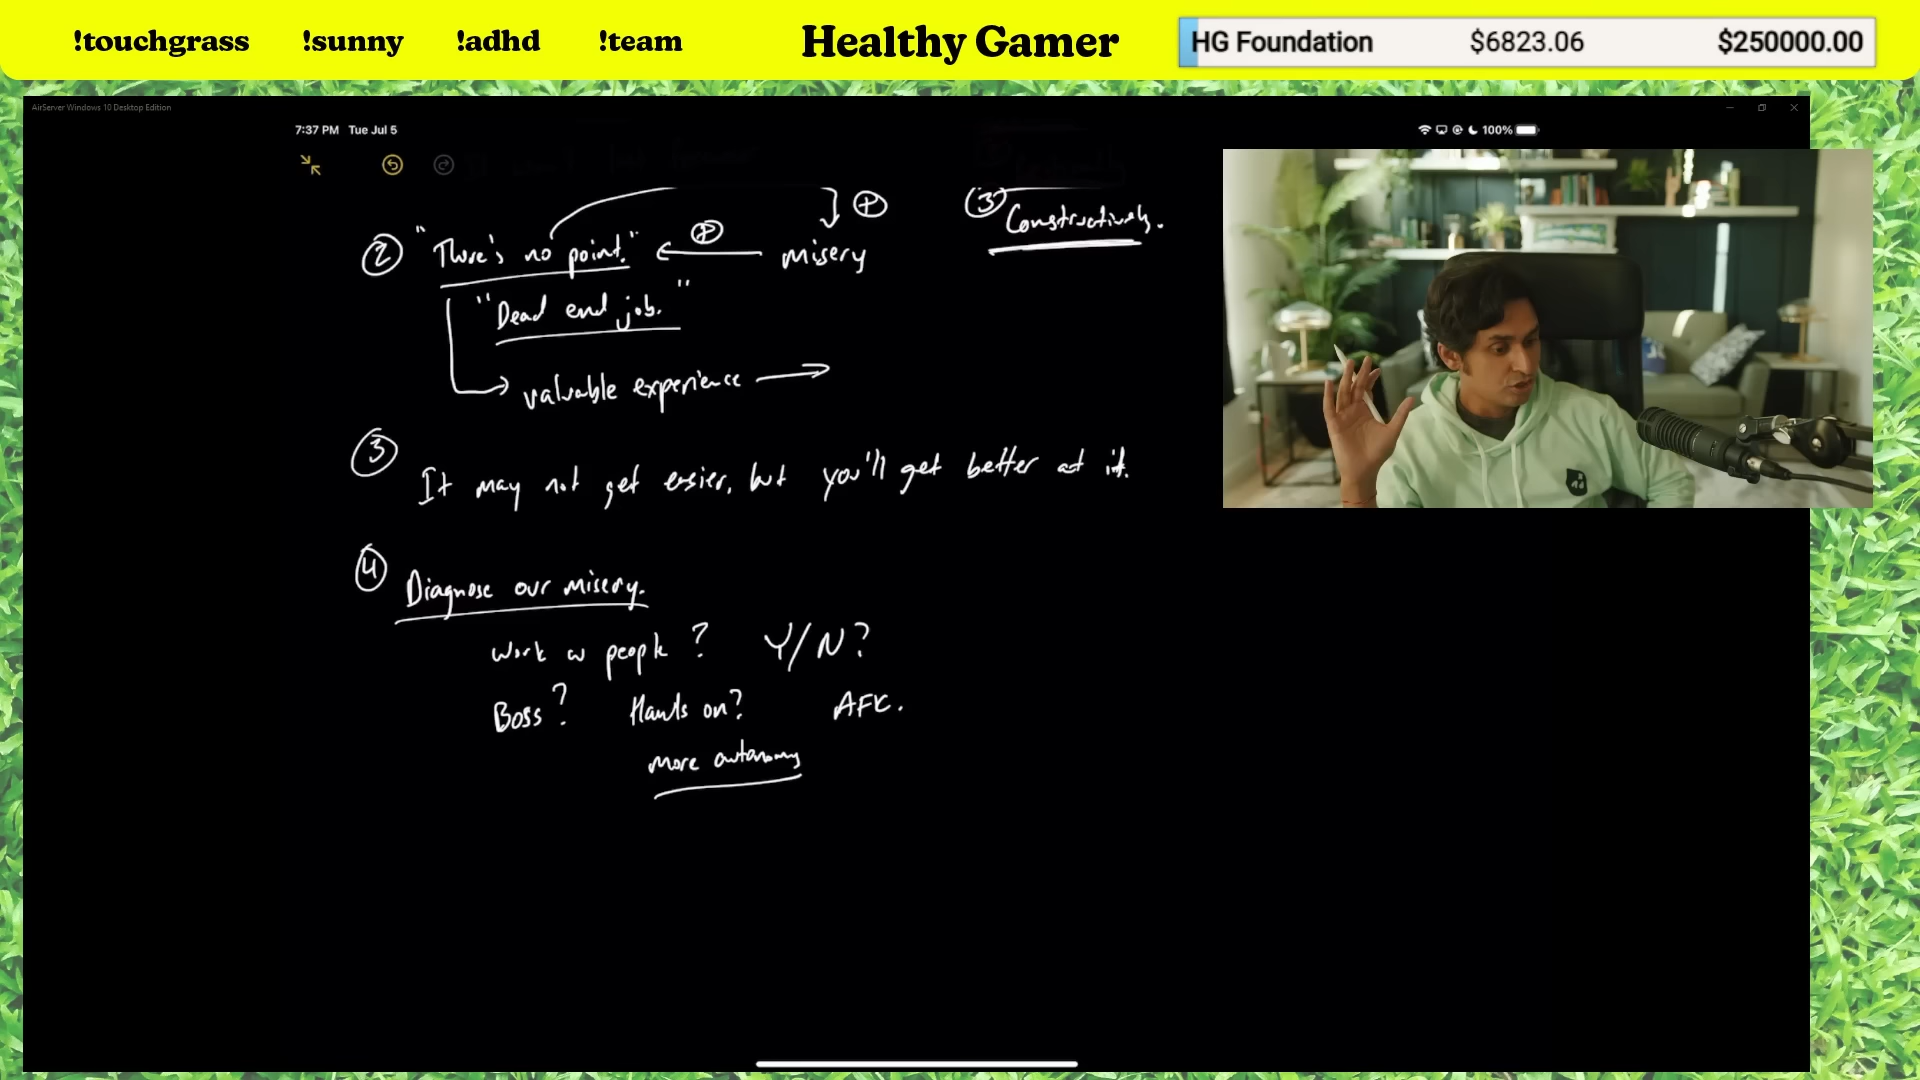 !touchgrass !sunny !adhd !team Healthy Gamer HG Foundation $6823.06 $250000.00
AirServer Windows 10 Desktop Edition
7:37 PM Tue Jul 5 100%
② "There's no point." ⊕ misery ⊕
"Dead end job."
valuable experience
③ Constructively.
③ It may not get easier, but you'll get better at it.
④ Diagnose our misery.
Work w people? Y/N?
Boss? Hands on? AFK.
more autonomy